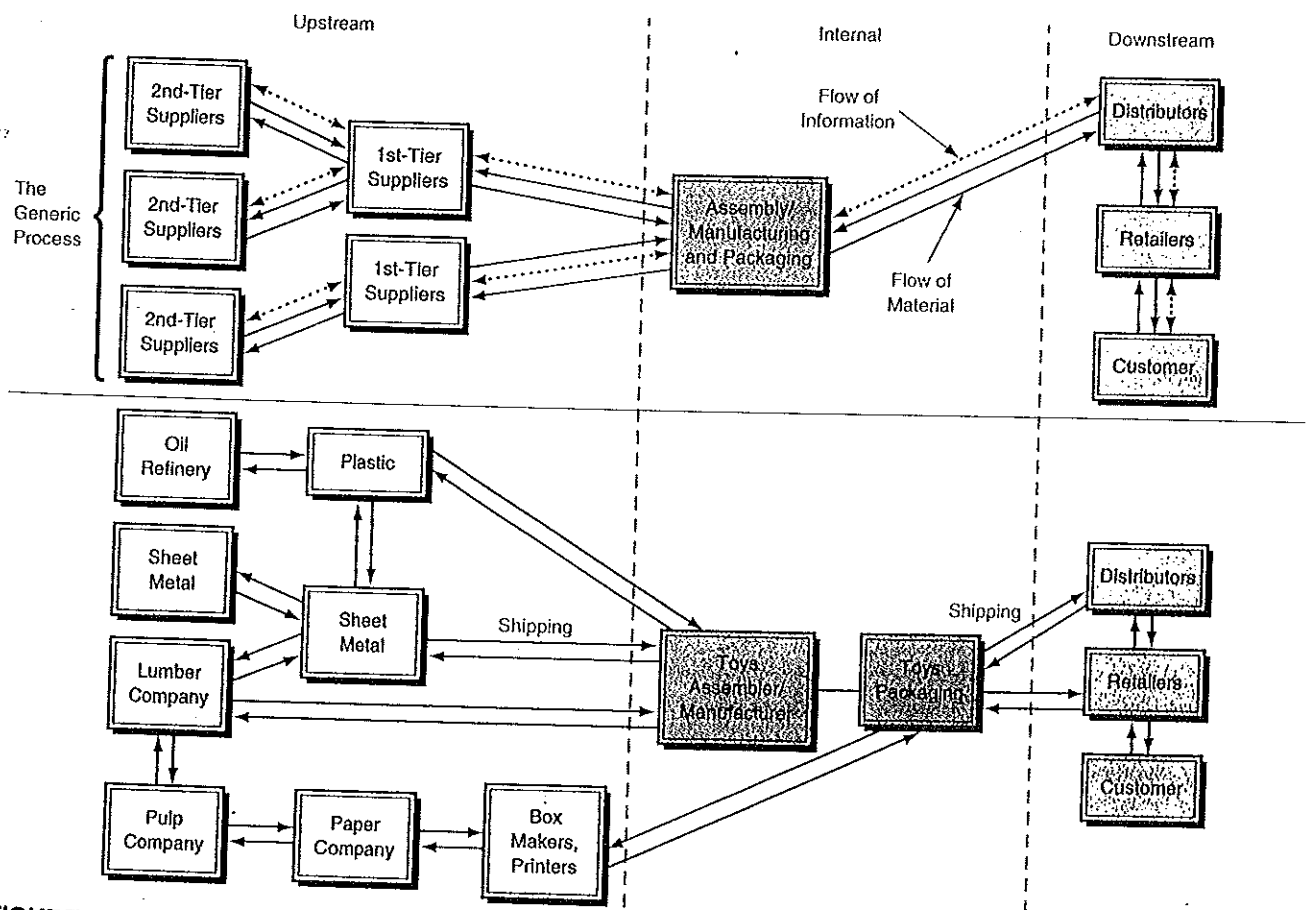 Upstream
Internal
Downstream
The
Generic
Process
2nd-Tier
Suppliers
2nd-Tier
Suppliers
2nd-Tier
Suppliers
1st-Tier
Suppliers
1st-Tier
Suppliers
Assembly/
Manufacturing
and Packaging
Flow of
Information
Flow of
Material
Distributors
Retailers
Customer
Oil
Refinery
Plastic
Sheet
Metal
Sheet
Metal
Shipping
Lumber
Company
Pulp
Company
Paper
Company
Box
Makers,
Printers
Toys
Assembler/
Manufacturer
Toys
Packaging
Shipping
Distributors
Retailers
Customer